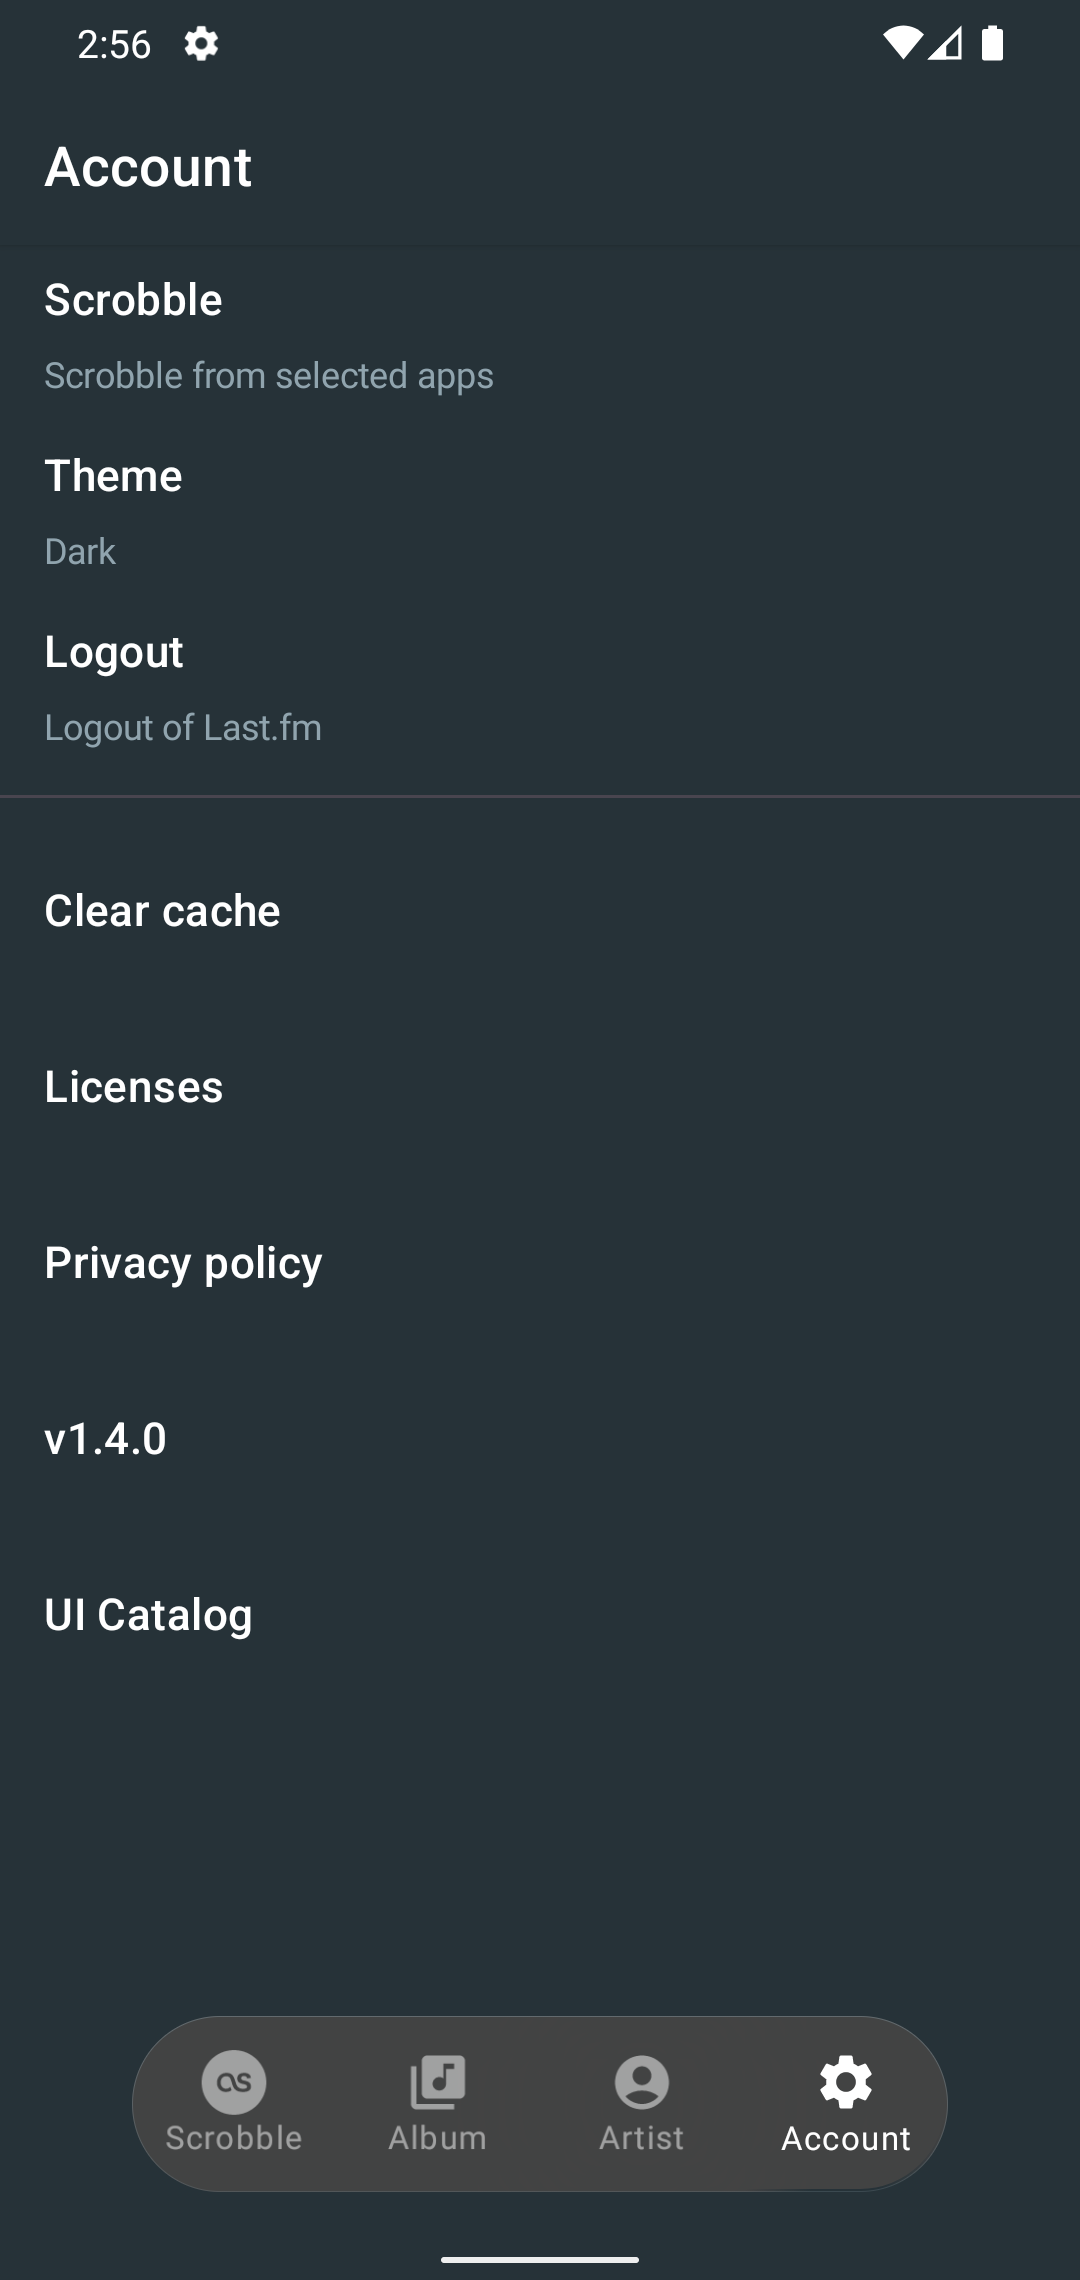 2:56
Account
Scrobble
Scrobble from selected apps
Theme
Dark
Logout
Logout of Last.fm
Clear cache
Licenses
Privacy policy
v1.4.0
UI Catalog
Scrobble
Album
Artist
Account